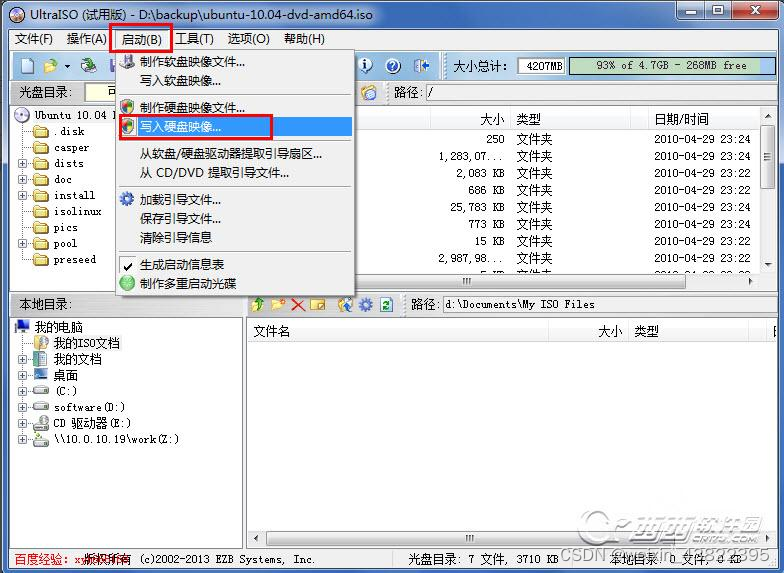 UltraISO (试用版) - D:\backup\ubuntu-10.04-dvd-amd64.iso
文件(F) 操作(A) 启动(B) 工具(T) 选项(O) 帮助(H)
大小总计: 4207MB 93% of 4.7GB - 268MB free
光盘目录: 可 路径: /
制作软盘映像文件...
写入软盘映像...
制作硬盘映像文件...
写入硬盘映像...
从软盘/硬盘驱动器提取引导扇区...
从 CD/DVD 提取引导文件...
加载引导文件...
保存引导文件...
清除引导信息
生成启动信息表
制作多重启动光碟
Ubuntu 10.04
.disk
casper
dists
doc
install
isolinux
pics
pool
preseed
大小 类型 日期/时间
250 文件夹 2010-04-29 23:24
1,283,07... 文件夹 2010-04-29 23:24
2,083 KB 文件夹 2010-04-29 23:22
686 KB 文件夹 2010-04-29 23:22
25,783 KB 文件夹 2010-04-29 23:24
773 KB 文件夹 2010-04-29 23:24
15 KB 文件夹 2010-04-29 23:22
2,987,98... 文件夹 2010-04-29 23:22
本地目录: 路径: d:\Documents\My ISO Files
我的电脑
我的ISO文档
我的文档
桌面
(C:)
software(D:)
CD 驱动器(E:)
\\10.0.10.19\work(Z:)
文件名 大小 类型
西西软件园
百度经验: 版权所有 (c)2002-2013 EZB Systems, Inc. 光盘目录: 7 文件, 3710 KB 本地目录: 0 文件, 0 KB